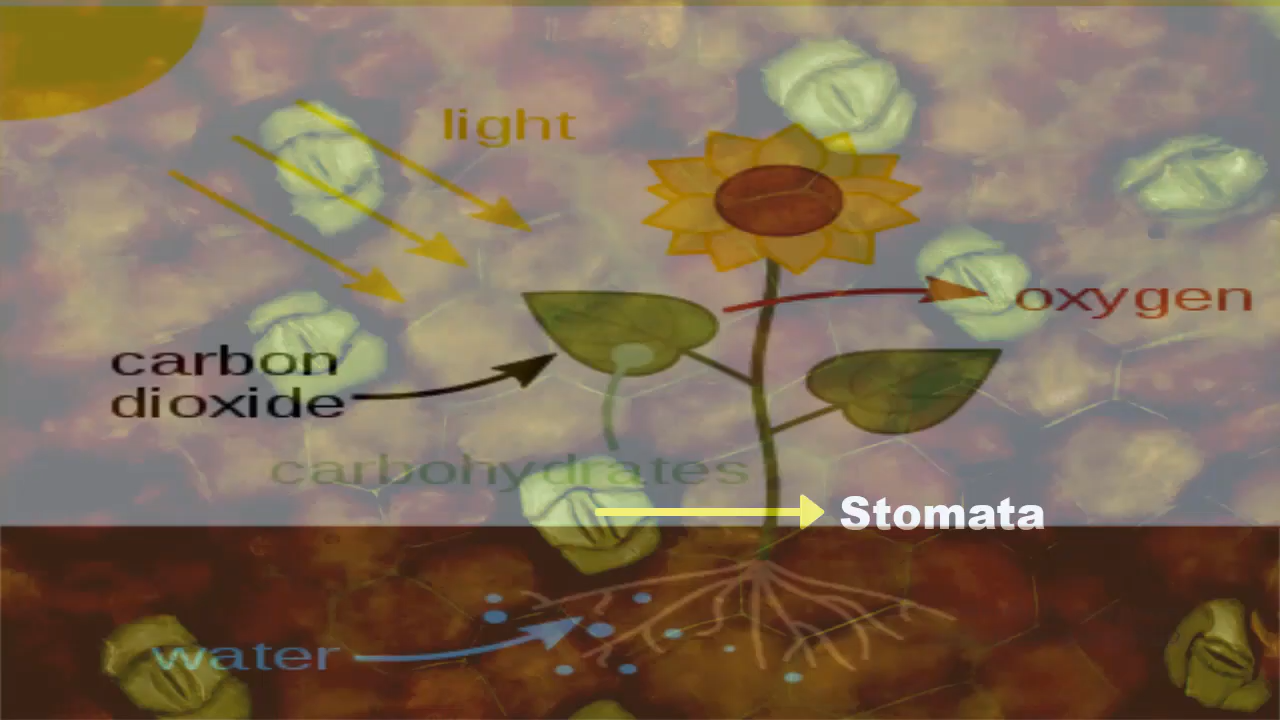 light
oxygen
carbon
dioxide
carbohydrates
Stomata
water